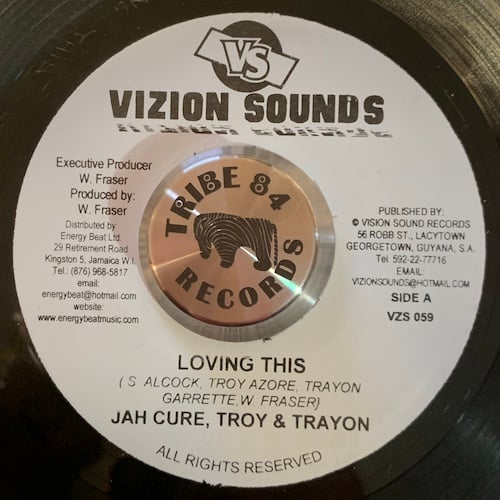 VS
VIZION SOUNDS
Executive Producer
W. Fraser
Produced by:
W. Fraser
Distributed by:
Energy Beat Ltd.
29 Retirement Road
Kingston 5, Jamaica W.I.
Tel.: (876) 968-5817
email:
energybeat@hotmail.com
website:
www.energybeatmusic.com
TRIBE 84
RECORDS
PUBLISHED BY:
© VISION SOUND RECORDS
56 ROBB ST., LACYTOWN
GEORGETOWN, GUYANA, S.A.
Tel. 592-22-77716
EMAIL:
VIZIONSOUNDS@HOTMAIL.COM
SIDE A
VZS 059
LOVING THIS
( S. ALCOCK, TROY AZORE, TRAYON
GARRETTE,W. FRASER}
JAH CURE, TROY & TRAYON
ALL RIGHTS RESERVED